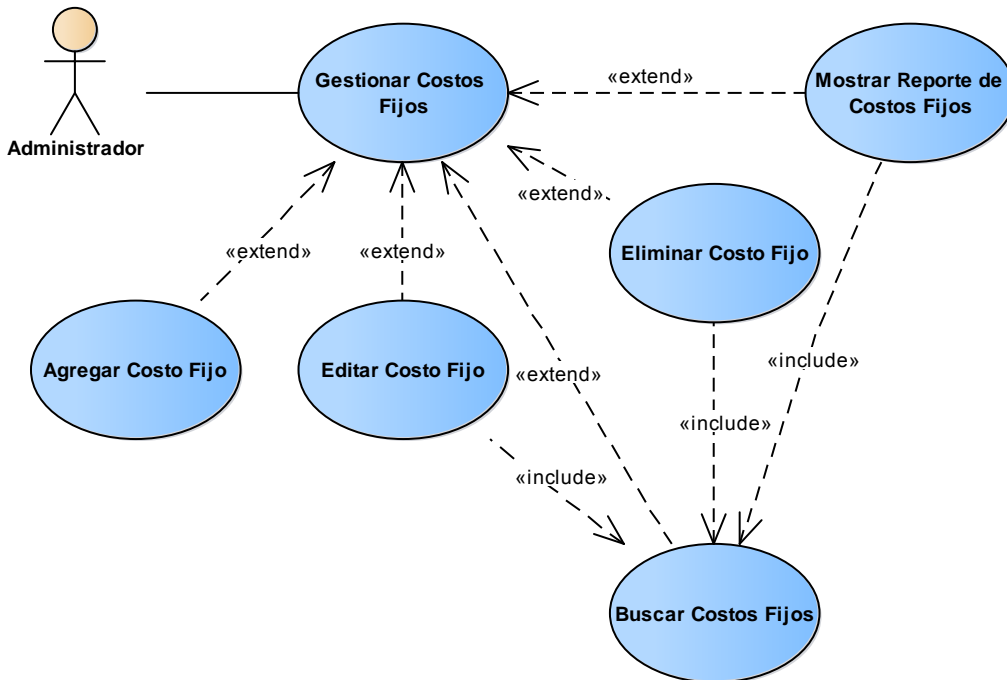 Gestionar Costos
Fijos
«extend»
Mostrar Reporte de
Costos Fijos
Administrador
«extend»
«extend»
«extend»
Eliminar Costo Fijo
Agregar Costo Fijo
Editar Costo Fijo
«extend»
«include»
«include»
«include»
Buscar Costos Fijos